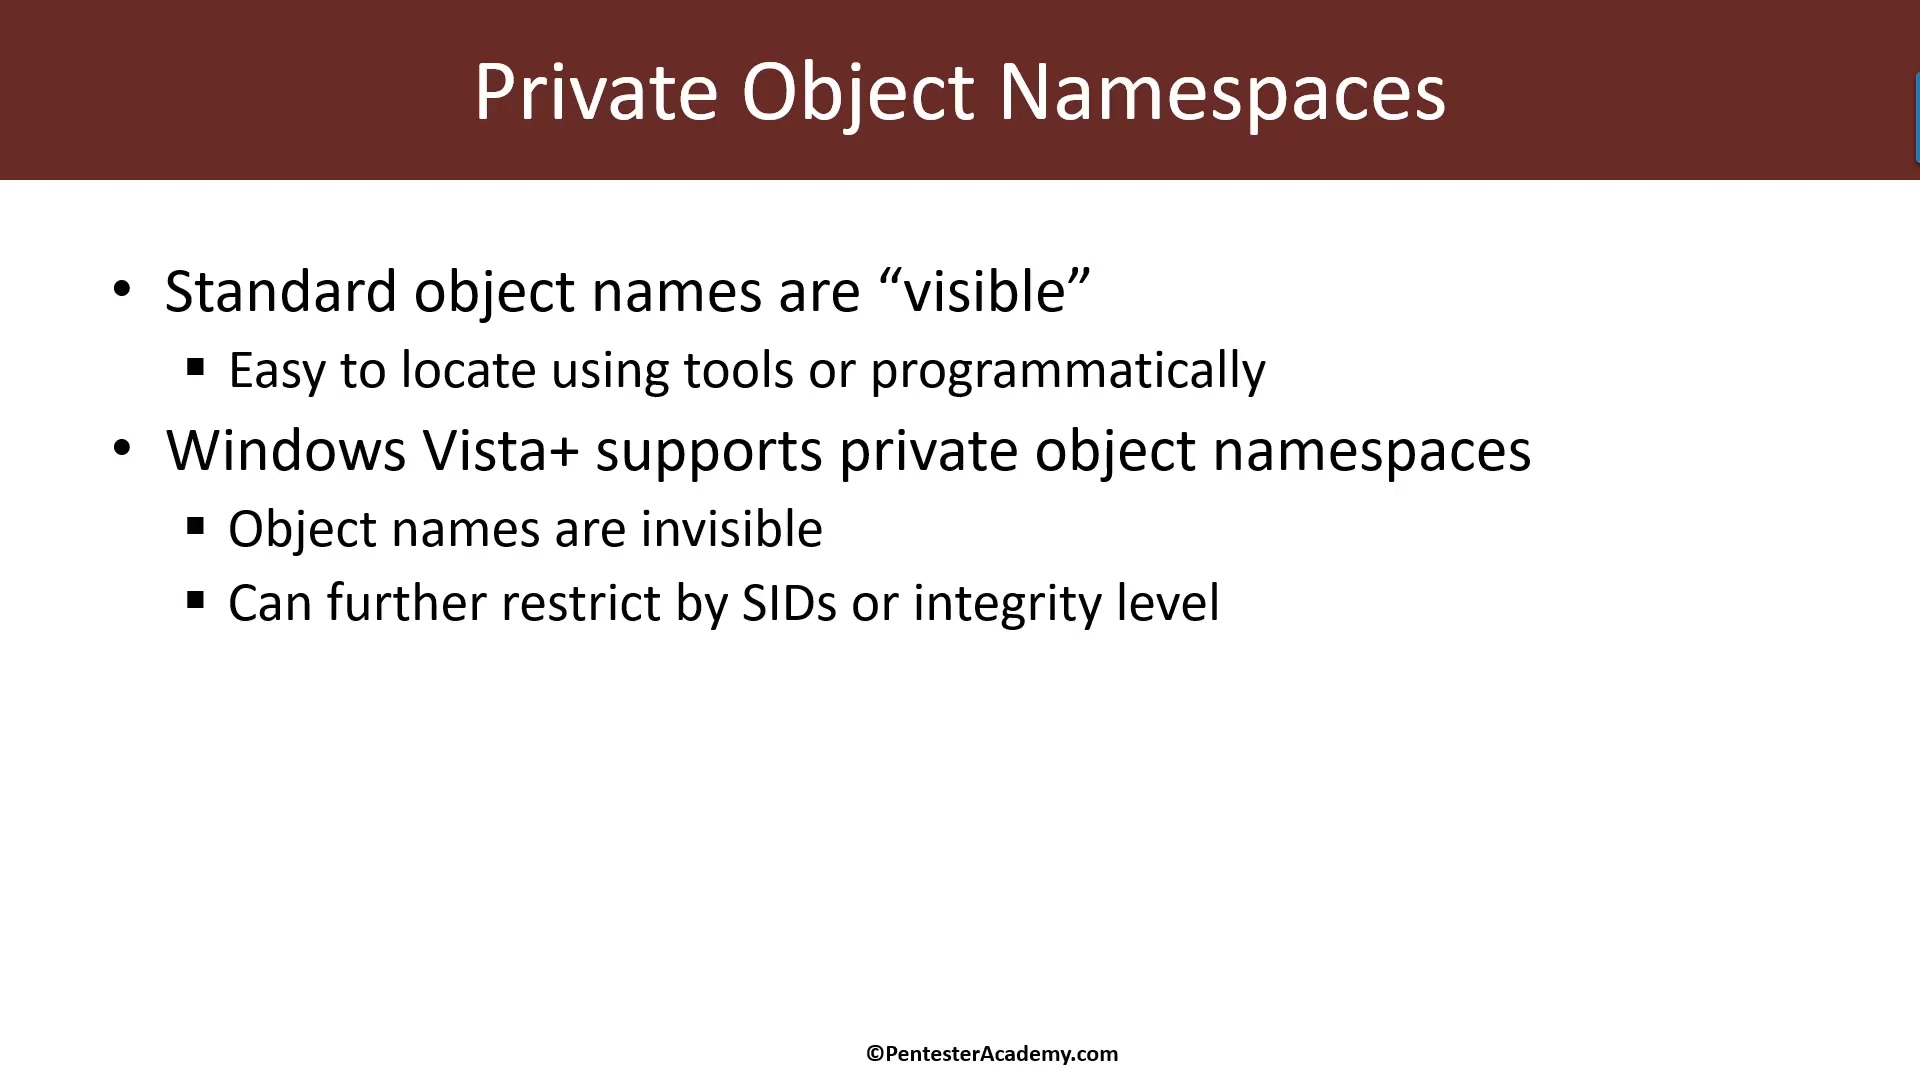 Private Object Namespaces
• Standard object names are “visible”
▪ Easy to locate using tools or programmatically
• Windows Vista+ supports private object namespaces
▪ Object names are invisible
▪ Can further restrict by SIDs or integrity level
©PentesterAcademy.com